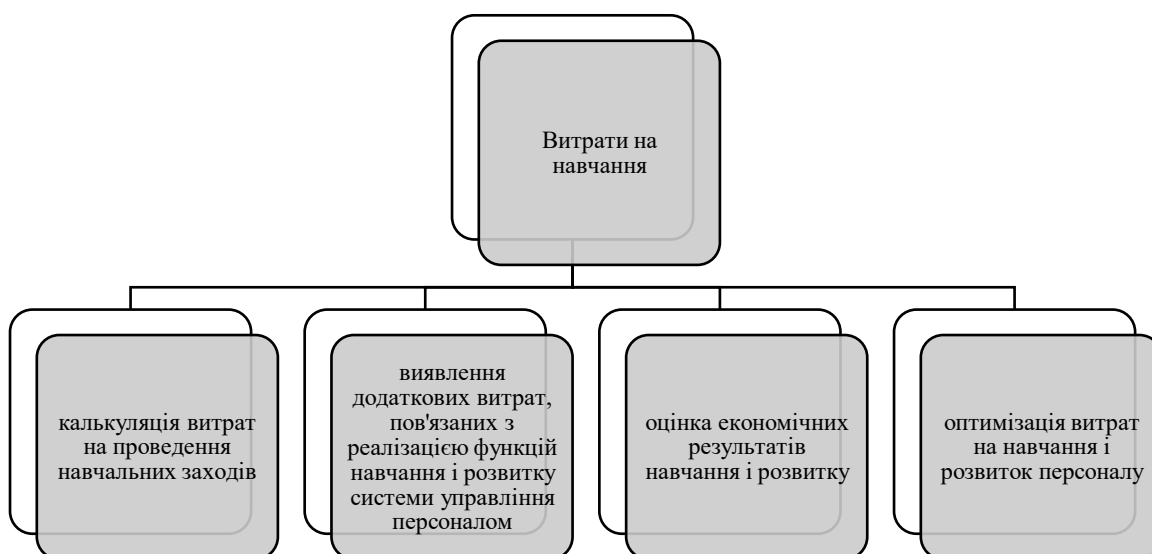 Витрати на
навчання
калькуляція витрат
на проведення
навчальних заходів
виявлення
додаткових витрат,
пов'язаних з
реалізацією функцій
навчання і розвитку
системи управління
персоналом
оцінка економічних
результатів
навчання і розвитку
оптимізація витрат
на навчання і
розвиток персоналу